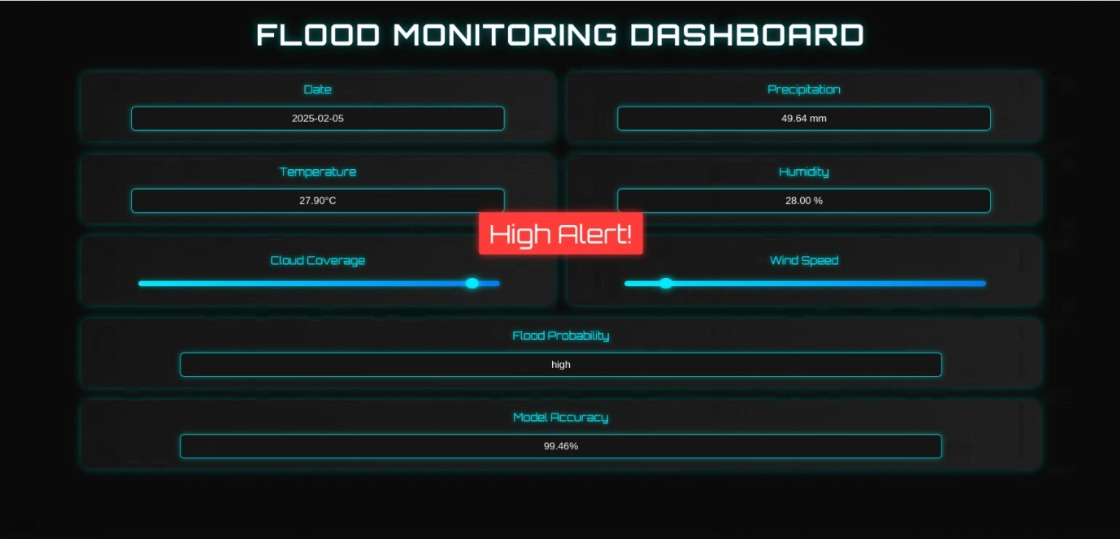 FLOOD MONITORING DASHBOARD
Date
2025-02-05
Precipitation
49.64 mm
Temperature
27.90°C
Humidity
28.00 %
High Alert!
Cloud Coverage
Wind Speed
Flood Probability
high
Model Accuracy
99.46%